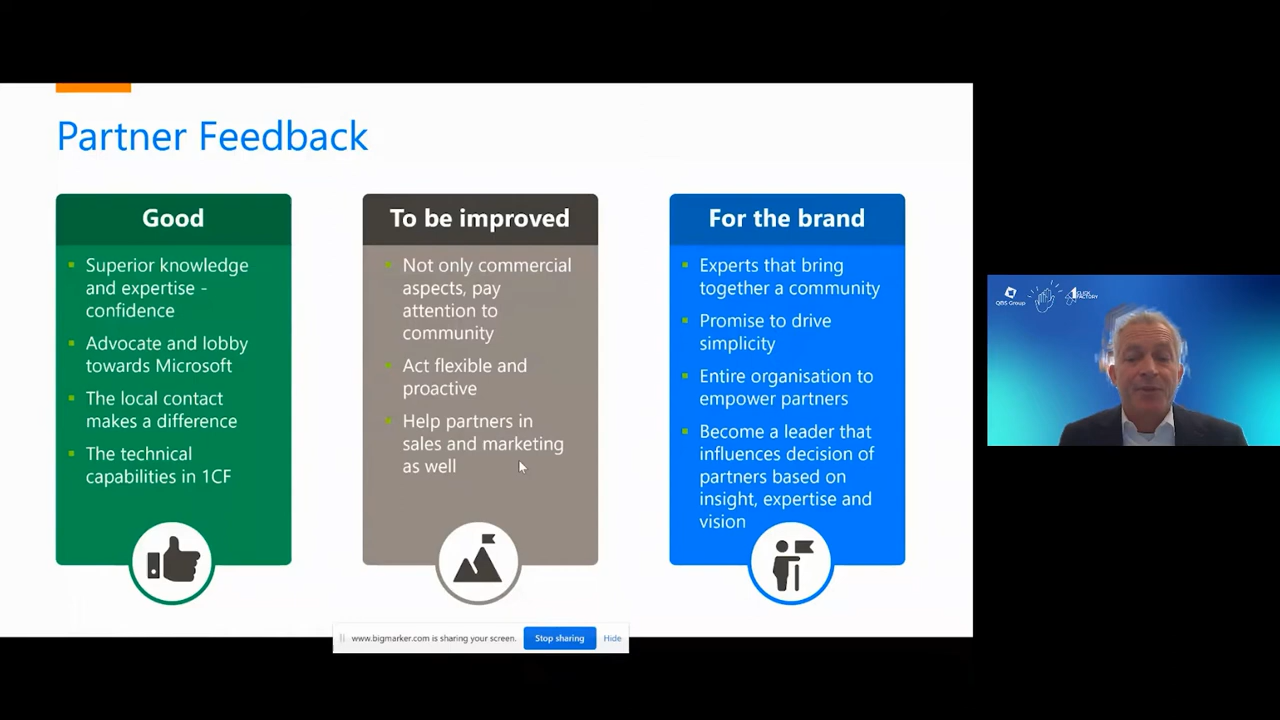 Partner Feedback
Good
Superior knowledge
and expertise -
confidence
Advocate and lobby
towards Microsoft
The local contact
makes a difference
The technical
capabilities in 1CF
To be improved
Not only commercial
aspects, pay
attention to
community
Act flexible and
proactive
Help partners in
sales and marketing
as well
For the brand
Experts that bring
together a community
Promise to drive
simplicity
Entire organisation to
empower partners
Become a leader that
influences decision of
partners based on
insight, expertise and
vision
QBS Group
1CLICK
FACTORY
www.bigmarker.com is sharing your screen.
Stop sharing
Hide